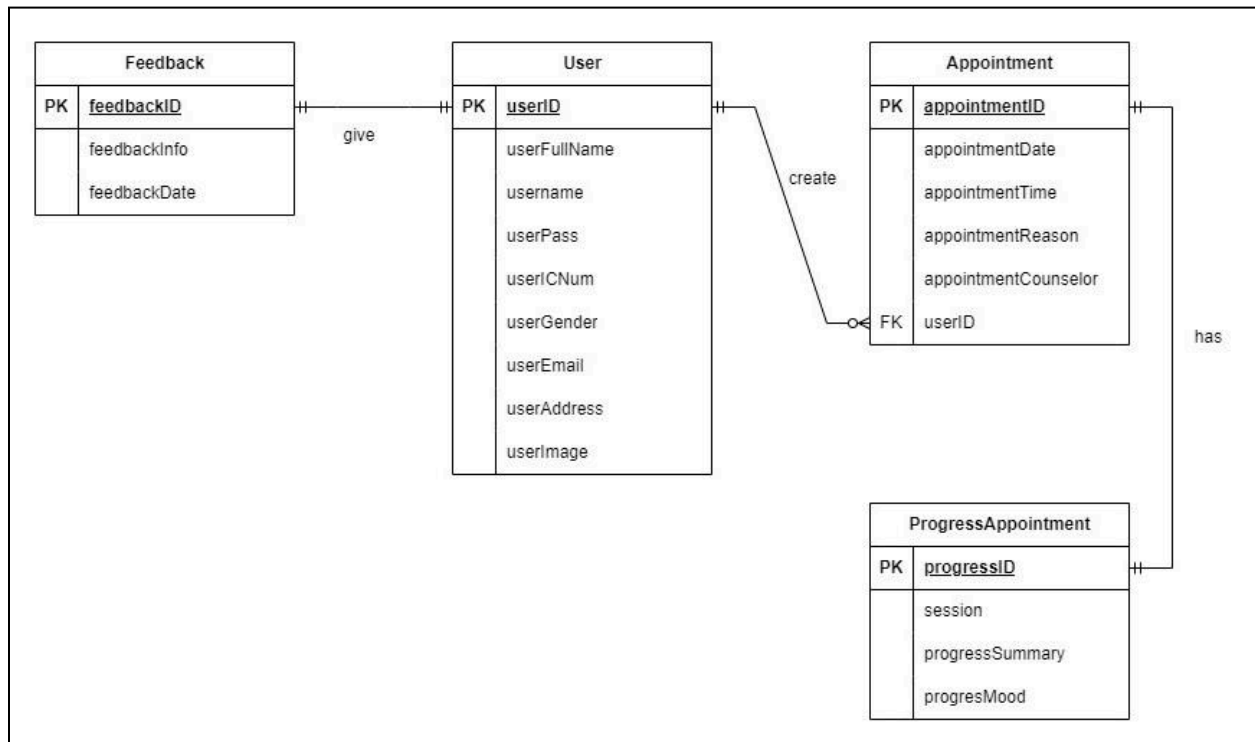 Feedback
PK feedbackID
feedbackInfo
feedbackDate
give
User
PK userID
userFullName
username
userPass
userICNum
userGender
userEmail
userAddress
userImage
create
Appointment
PK appointmentID
appointmentDate
appointmentTime
appointmentReason
appointmentCounselor
FK userID
has
ProgressAppointment
PK progressID
session
progressSummary
progresMood